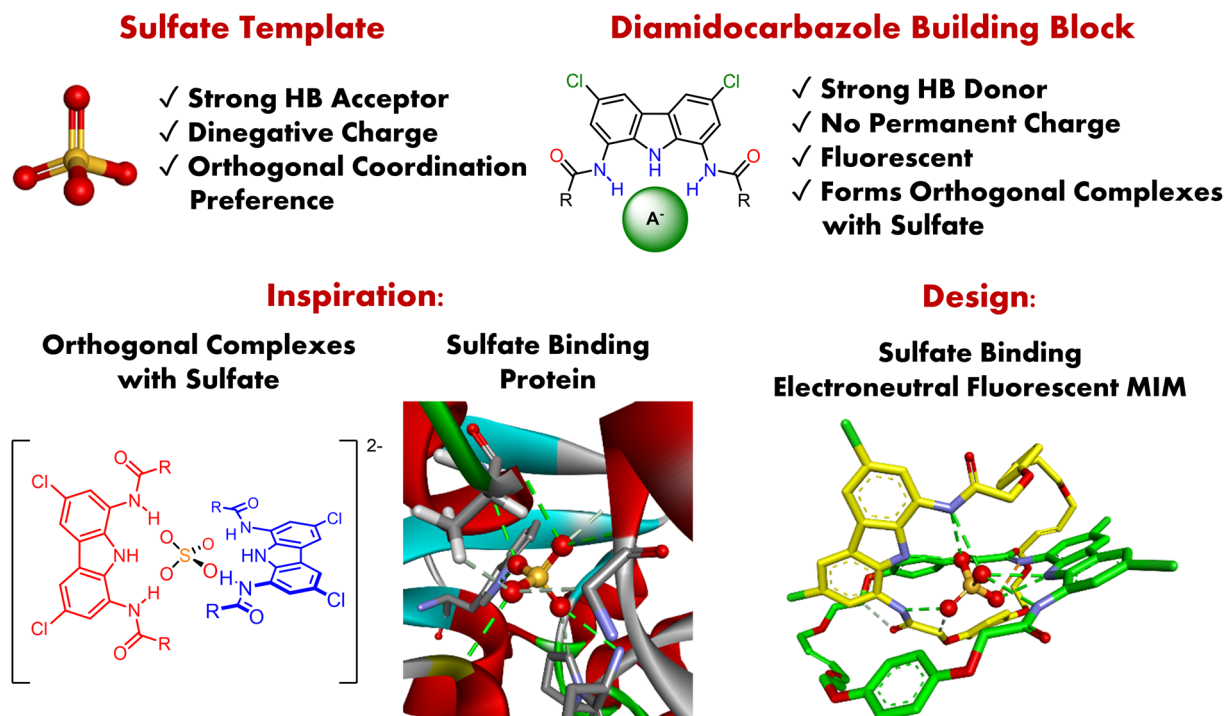 Sulfate Template
✓ Strong HB Acceptor
✓ Dinegative Charge
✓ Orthogonal Coordination
Preference
Diamidocarbazole Building Block
Cl
Cl
O
N
H
N
H
N
H
O
R
R
A-
✓ Strong HB Donor
✓ No Permanent Charge
✓ Fluorescent
✓ Forms Orthogonal Complexes
with Sulfate
Inspiration:
Orthogonal Complexes
with Sulfate
2-
O
R
Cl
N
H
NH
H
N
Cl
O
R
O
O
S
O
O
R
O
N
H
HN
H
N
R
O
Cl
Cl
Sulfate Binding
Protein
Design:
Sulfate Binding
Electroneutral Fluorescent MIM